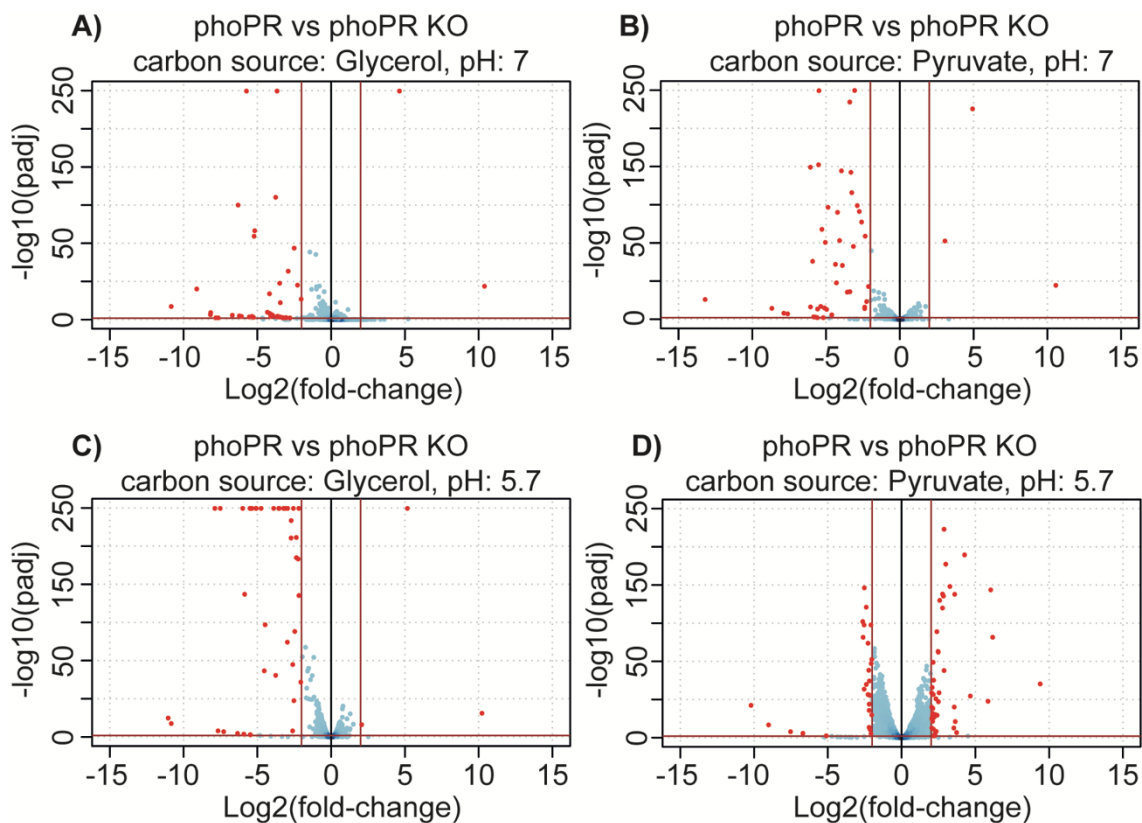 A) phoPR vs phoPR KO
carbon source: Glycerol, pH: 7
-log10(padj)
250
150
50
0
-15 -10 -5 0 5 10 15
Log2(fold-change)
B) phoPR vs phoPR KO
carbon source: Pyruvate, pH: 7
-log10(padj)
250
150
50
0
-15 -10 -5 0 5 10 15
Log2(fold-change)
C) phoPR vs phoPR KO
carbon source: Glycerol, pH: 5.7
-log10(padj)
250
150
50
0
-15 -10 -5 0 5 10 15
Log2(fold-change)
D) phoPR vs phoPR KO
carbon source: Pyruvate, pH: 5.7
-log10(padj)
250
150
50
0
-15 -10 -5 0 5 10 15
Log2(fold-change)